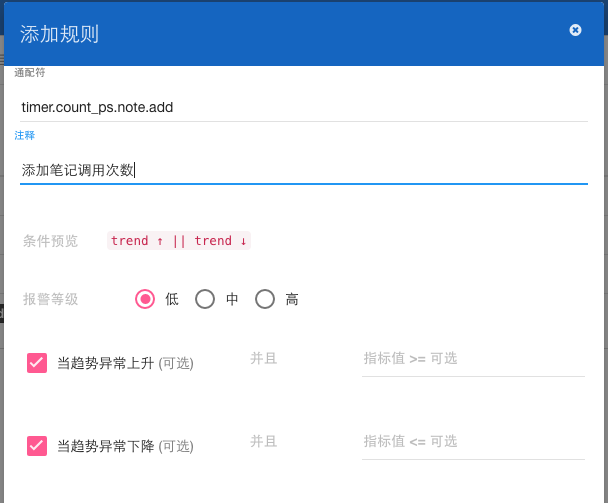 添加规则
通配符
timer.count_ps.note.add
注释
添加笔记调用次数
条件预览 trend ↑ || trend ↓
报警等级 低 中 高
当趋势异常上升 (可选) 并且 指标值 >= 可选
当趋势异常下降 (可选) 并且 指标值 <= 可选